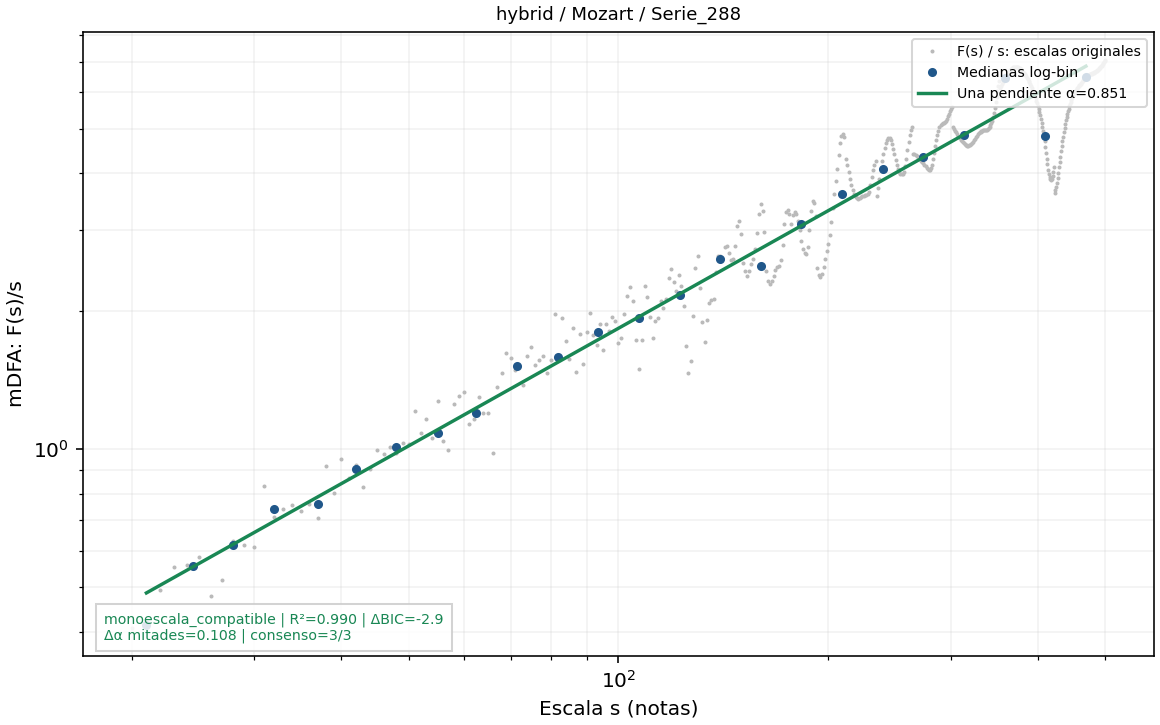 hybrid / Mozart / Serie_288
F(s) / s: escalas originales
Medianas log-bin
Una pendiente α=0.851
mDFA: F(s)/s
10⁰
monoescala_compatible | R²=0.990 | ΔBIC=-2.9
Δα mitades=0.108 | consenso=3/3
10²
Escala s (notas)